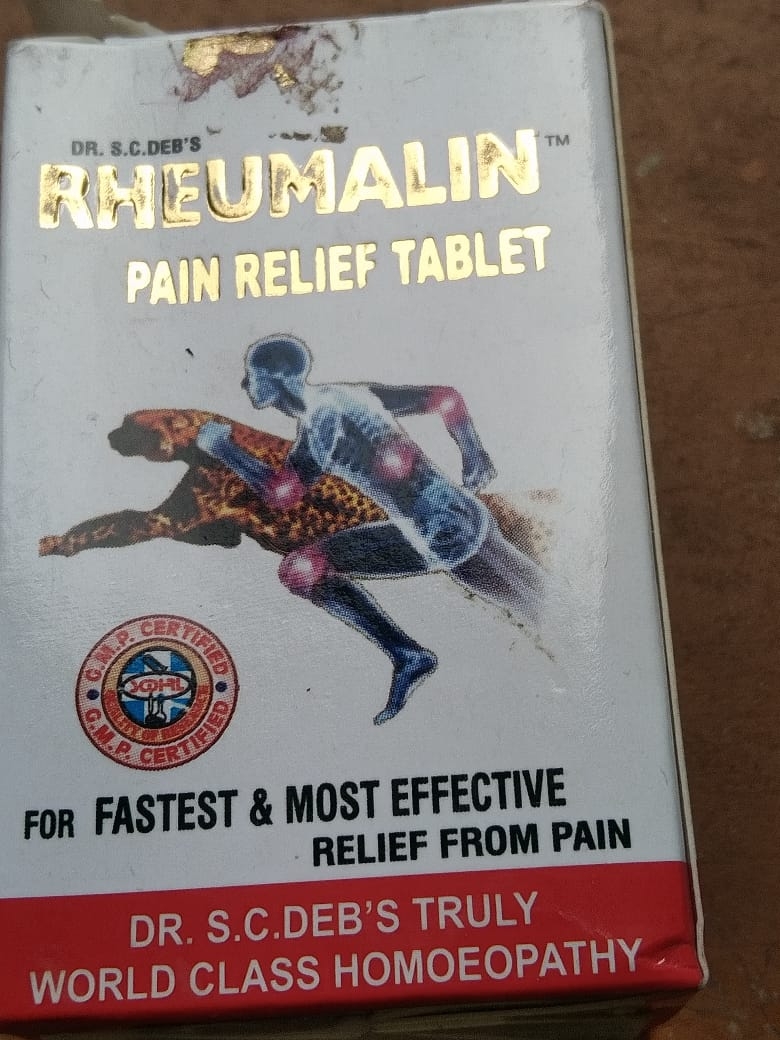 DR. S.C.DEB'S
RHEUMALIN™
PAIN RELIEF TABLET
G.M.P. CERTIFIED
G.M.P. CERTIFIED
FOR FASTEST & MOST EFFECTIVE
RELIEF FROM PAIN
DR. S.C.DEB'S TRULY
WORLD CLASS HOMOEOPATHY